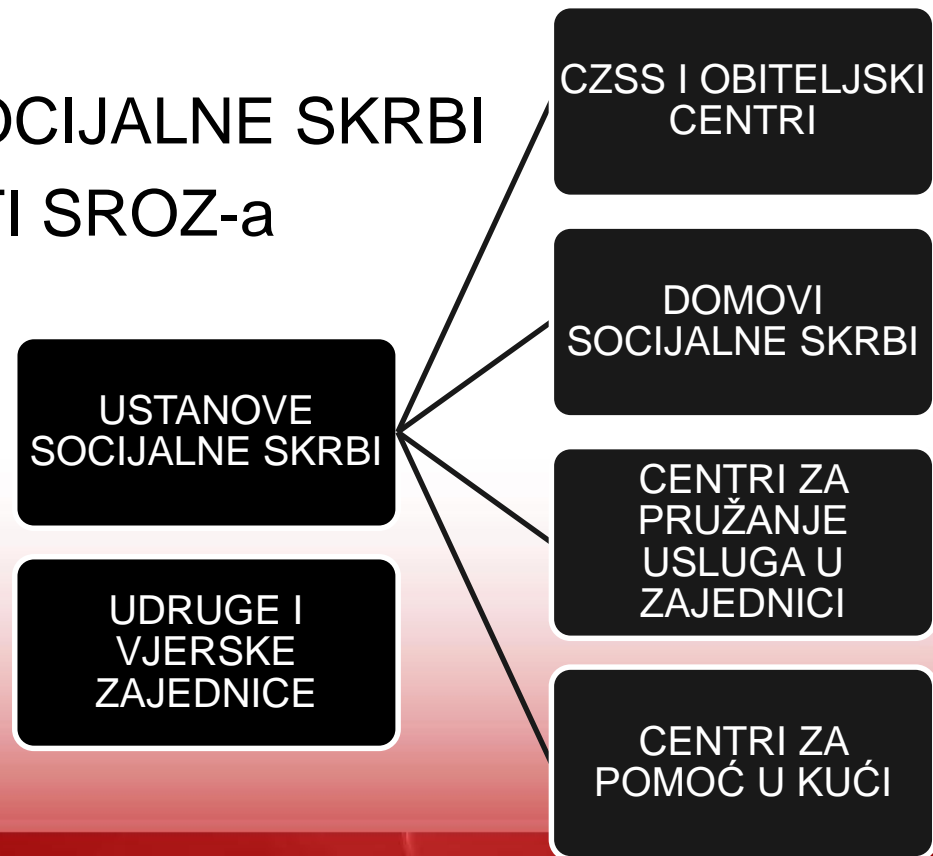 OCIJALNE SKRBI
TI SROZ-a
USTANOVE
SOCIJALNE SKRBI
UDRUGE I
VJERSKE
ZAJEDNICE
CZSS I OBITELJSKI
CENTRI
DOMOVI
SOCIJALNE SKRBI
CENTRI ZA
PRUŽANJE
USLUGA U
ZAJEDNICI
CENTRI ZA
POMOĆ U KUĆI